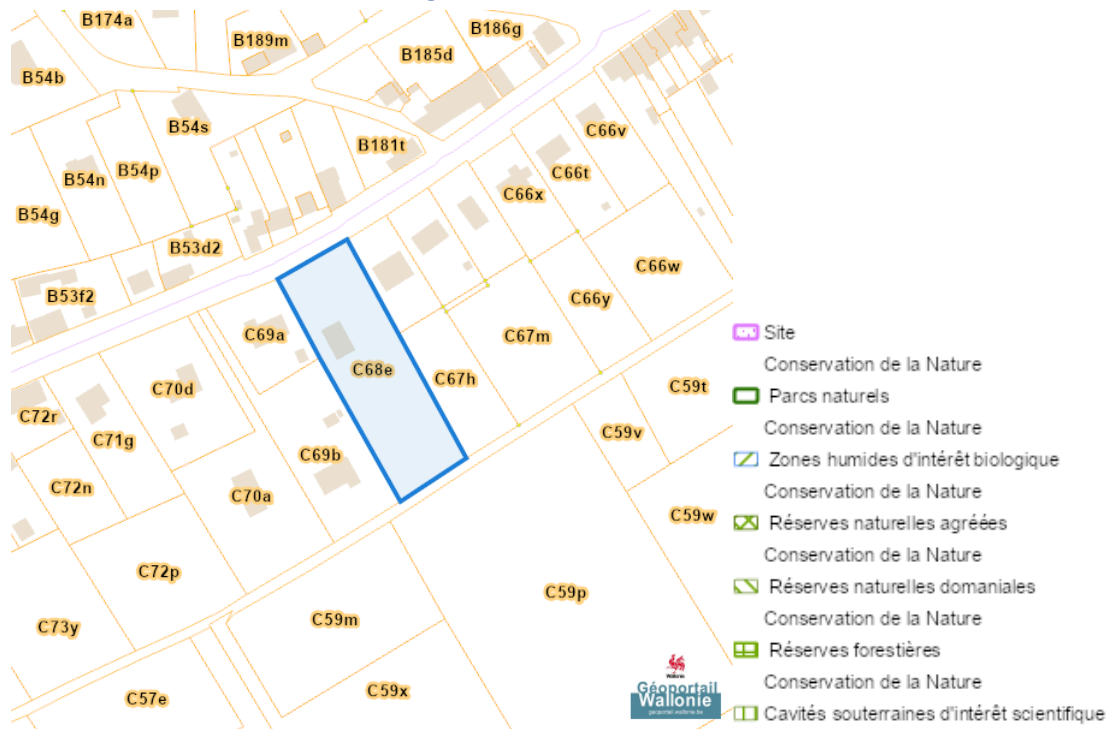 B174a
B189m
B186g
B185d
B54b
B54s
C66v
B181t
B54p
C66t
B54n
C66x
B54g
B53d2
C66w
B53f2
C66y
C69a
C67m
C68e
C67h
C59t
C70d
C72r
C71g
C59v
C69b
C72n
C70a
C59w
C72p
C59p
C59m
C73y
C59x
C57e
Wallonie
Géoportail
Wallonie
geoportail.wallonie.be
Site
Conservation de la Nature
Parcs naturels
Conservation de la Nature
Zones humides d'intérêt biologique
Conservation de la Nature
Réserves naturelles agréées
Conservation de la Nature
Réserves naturelles domaniales
Conservation de la Nature
Réserves forestières
Conservation de la Nature
Cavités souterraines d'intérêt scientifique